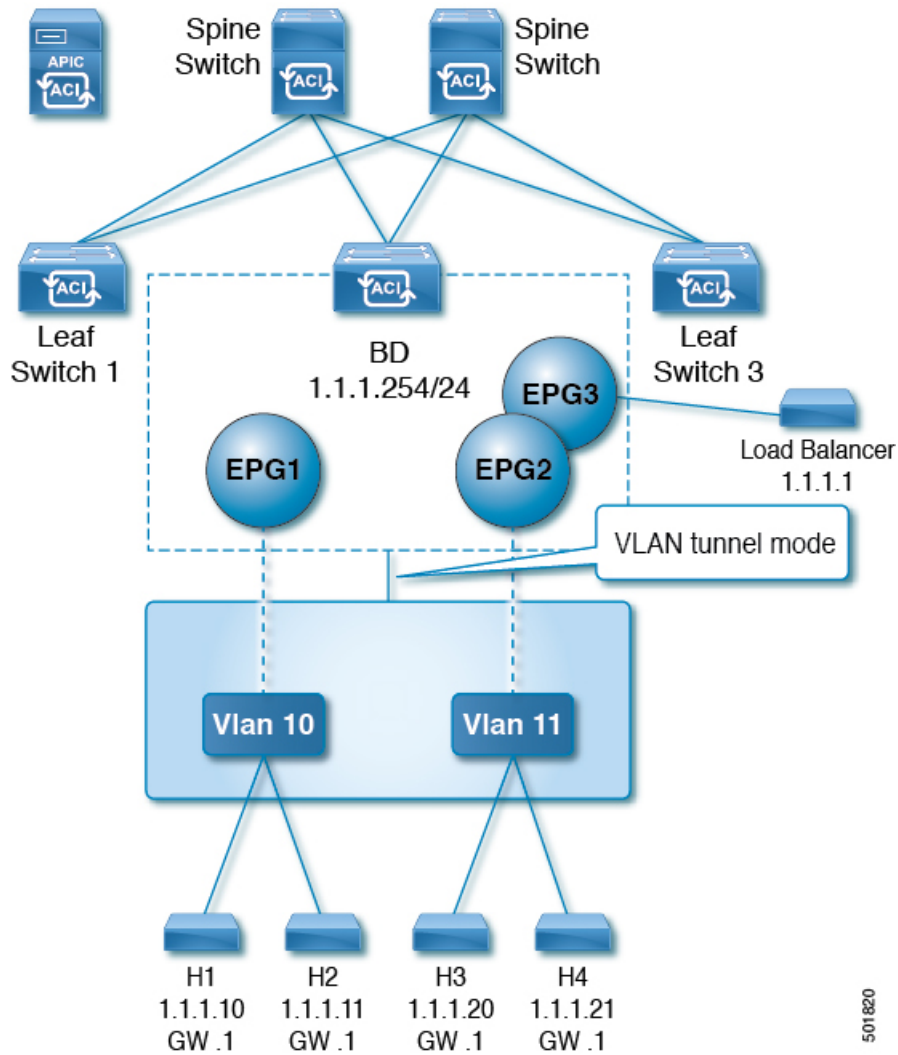 Spine
Switch
Spine
Switch
APIC
ACI
ACI
ACI
ACI
ACI
ACI
Leaf
Switch 1
BD
1.1.1.254/24
Leaf
Switch 3
EPG3
EPG1
EPG2
Load Balancer
1.1.1.1
VLAN tunnel mode
Vlan 10
Vlan 11
H1
1.1.1.10
GW .1
H2
1.1.1.11
GW .1
H3
1.1.1.20
GW .1
H4
1.1.1.21
GW .1
501820